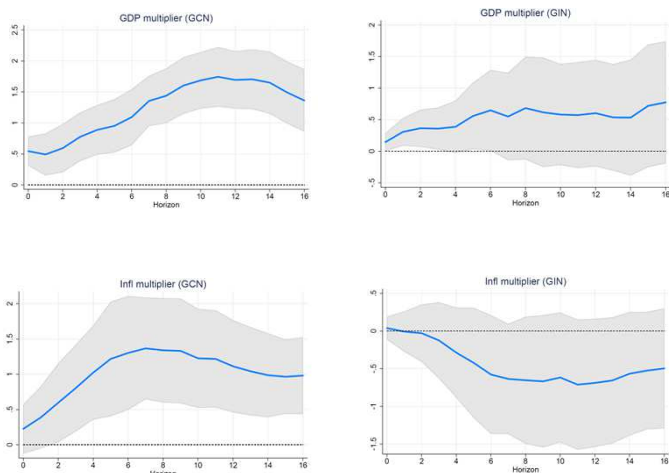 GDP multiplier (GCN)
2.5
2
1.5
1
.5
0
0 2 4 6 8 10 12 14 16
Horizon
GDP multiplier (GIN)
2
1.5
1
.5
0
-.5
0 2 4 6 8 10 12 14 16
Horizon
Infl multiplier (GCN)
2
1.5
1
.5
0
0 2 4 6 8 10 12 14 16
Horizon
Infl multiplier (GIN)
.5
0
-.5
-1
-1.5
0 2 4 6 8 10 12 14 16
Horizon